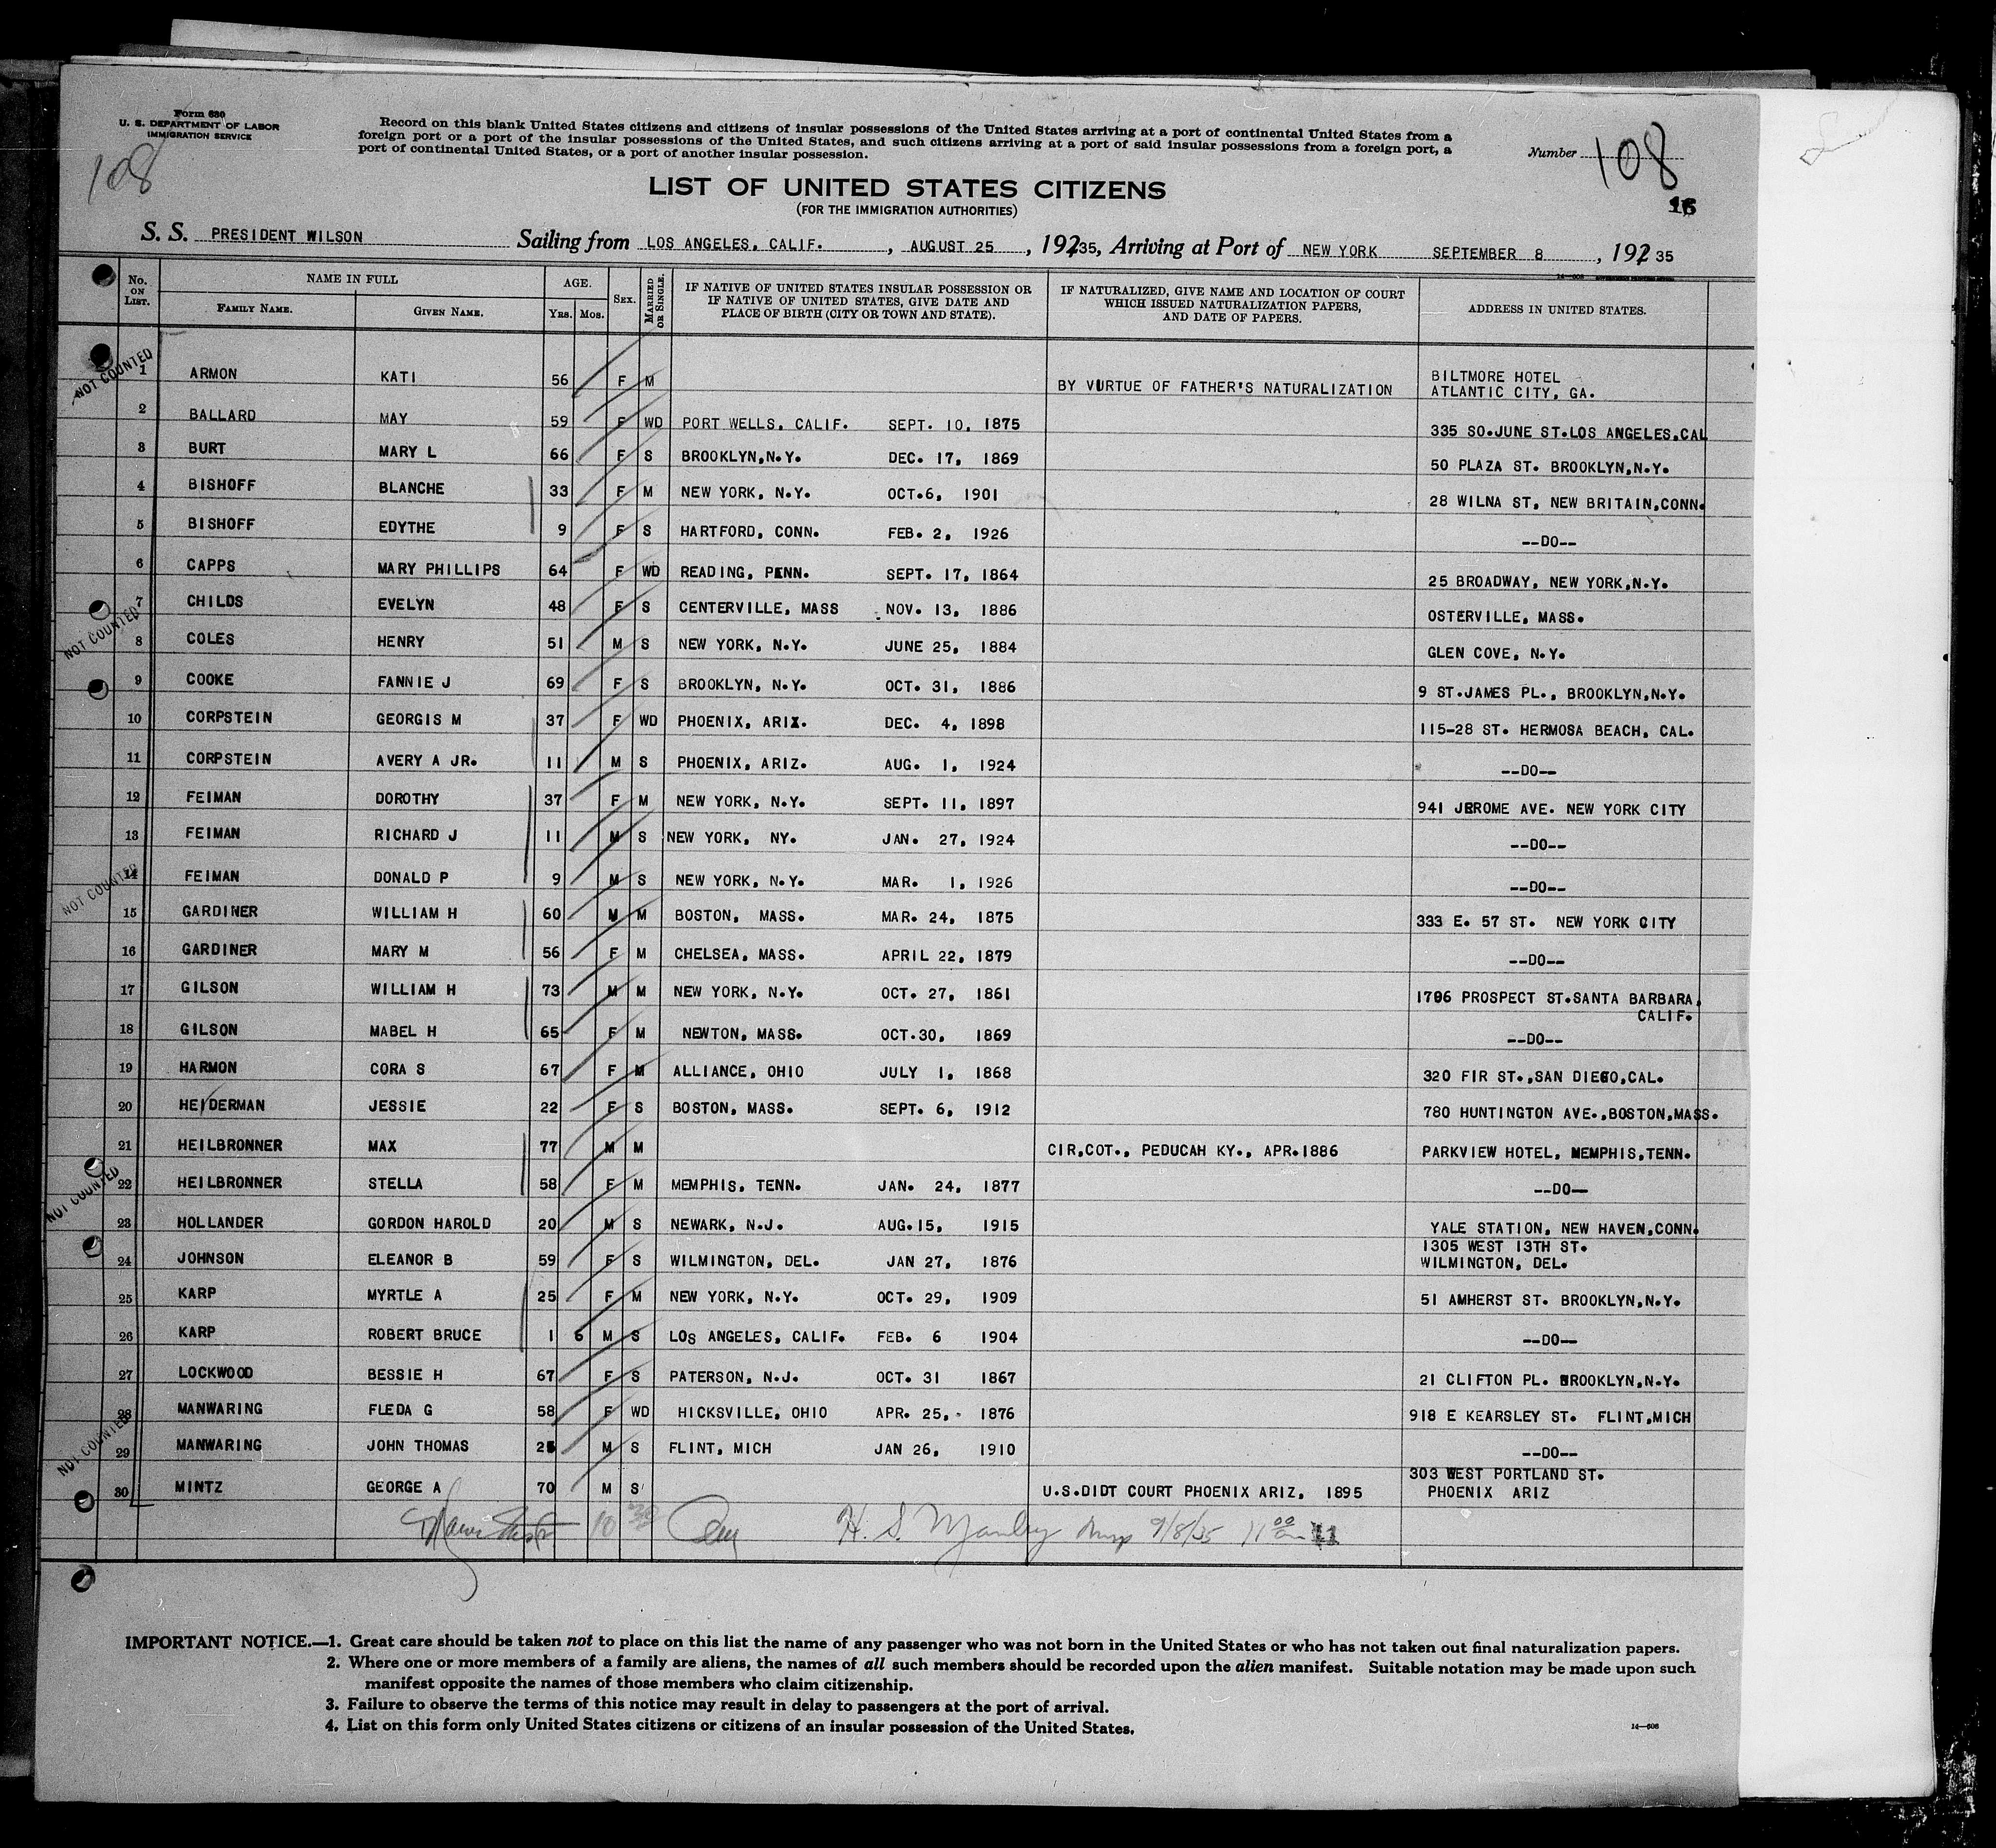 Form 630
U. S. DEPARTMENT OF LABOR
IMMIGRATION SERVICE
108
Record on this blank United States citizens and citizens of insular possessions of the United States arriving at a port of continental United States from a
foreign port or a port of the insular possessions of the United States, and such citizens arriving at a port of said insular possessions from a foreign port, a
port of continental United States, or a port of another insular possession.
Number 108
16
LIST OF UNITED STATES CITIZENS
(FOR THE IMMIGRATION AUTHORITIES)
S. S. PRESIDENT WILSON Sailing from LOS ANGELES, CALIF., AUGUST 25, 19235, Arriving at Port of NEW YORK SEPTEMBER 8, 192 35
No. ON LIST. NAME IN FULL FAMILY NAME. GIVEN NAME. AGE. YRS. MOS. SEX. MARRIED OR SINGLE. IF NATIVE OF UNITED STATES INSULAR POSSESSION OR IF NATIVE OF UNITED STATES, GIVE DATE AND PLACE OF BIRTH (CITY OR TOWN AND STATE). IF NATURALIZED, GIVE NAME AND LOCATION OF COURT WHICH ISSUED NATURALIZATION PAPERS, AND DATE OF PAPERS. ADDRESS IN UNITED STATES.
NOT COUNTED
1 ARMON KATI 56 F M BY VURTUE OF FATHER'S NATURALIZATION BILTMORE HOTEL ATLANTIC CITY, GA.
2 BALLARD MAY 59 F WD PORT WELLS, CALIF. SEPT. 10, 1875 335 SO.JUNE ST.LOS ANGELES,CAL
3 BURT MARY L 66 F S BROOKLYN,N.Y. DEC. 17, 1869 50 PLAZA ST. BROOKLYN,N.Y.
4 BISHOFF BLANCHE 33 F M NEW YORK, N.Y. OCT.6, 1901 28 WILNA ST, NEW BRITAIN,CONN.
5 BISHOFF EDYTHE 9 F S HARTFORD, CONN. FEB. 2, 1926 --DO--
6 CAPPS MARY PHILLIPS 64 F WD READING, PENN. SEPT. 17, 1864 25 BROADWAY, NEW YORK,N.Y.
7 CHILDS EVELYN 48 F S CENTERVILLE, MASS NOV. 13, 1886 OSTERVILLE, MASS.
NOT COUNTED
8 COLES HENRY 51 M S NEW YORK, N.Y. JUNE 25, 1884 GLEN COVE, N.Y.
9 COOKE FANNIE J 69 F S BROOKLYN, N.Y. OCT. 31, 1886 9 ST.JAMES PL., BROOKLYN,N.Y.
10 CORPSTEIN GEORGIS M 37 F WD PHOENIX, ARIZ. DEC. 4, 1898 115-28 ST. HERMOSA BEACH, CAL.
11 CORPSTEIN AVERY A JR. 11 M S PHOENIX, ARIZ. AUG. 1, 1924 --DO--
12 FEIMAN DOROTHY 37 F M NEW YORK, N.Y. SEPT. 11, 1897 941 JEROME AVE. NEW YORK CITY
13 FEIMAN RICHARD J 11 M S NEW YORK, NY. JAN. 27, 1924 --DO--
NOT COUNTED
14 FEIMAN DONALD P 9 M S NEW YORK, N.Y. MAR. 1, 1926 --DO--
15 GARDINER WILLIAM H 60 M M BOSTON, MASS. MAR. 24, 1875 333 E. 57 ST. NEW YORK CITY
16 GARDINER MARY M 56 F M CHELSEA, MASS. APRIL 22, 1879 --DO--
17 GILSON WILLIAM H 73 M M NEW YORK, N.Y. OCT. 27, 1861 1796 PROSPECT ST.SANTA BARBARA, CALIF.
18 GILSON MABEL H 65 F M NEWTON, MASS. OCT.30, 1869 --DO--
19 HARMON CORA S 67 F M ALLIANCE, OHIO JULY 1, 1868 320 FIR ST.,SAN DIEGO,CAL.
20 HEIDERMAN JESSIE 22 F S BOSTON, MASS. SEPT. 6, 1912 780 HUNTINGTON AVE.,BOSTON,MASS.
21 HEILBRONNER MAX 77 M M CIR,COT., PEDUCAH KY., APR.1886 PARKVIEW HOTEL, MEMPHIS,TENN.
NOT COUNTED
22 HEILBRONNER STELLA 58 F M MEMPHIS, TENN. JAN. 24, 1877 --DO--
23 HOLLANDER GORDON HAROLD 20 M S NEWARK, N.J. AUG.15, 1915 YALE STATION, NEW HAVEN,CONN.
24 JOHNSON ELEANOR B 59 F S WILMINGTON, DEL. JAN 27, 1876 1305 WEST 13TH ST. WILMINGTON, DEL.
25 KARP MYRTLE A 25 F M NEW YORK, N.Y. OCT. 29, 1909 51 AMHERST ST. BROOKLYN,N.Y.
26 KARP ROBERT BRUCE 1 6 M S LOS ANGELES, CALIF. FEB. 6 1904 --DO--
27 LOCKWOOD BESSIE H 67 F S PATERSON, N.J. OCT. 31 1867 21 CLIFTON PL. BROOKLYN,N.Y.
28 MANWARING FLEDA G 58 F WD HICKSVILLE, OHIO APR. 25, 1876 918 E KEARSLEY ST. FLINT,MICH
NOT COUNTED
29 MANWARING JOHN THOMAS 25 M S FLINT, MICH JAN 26, 1910 --DO--
30 MINTZ GEORGE A 70 M S U.S.DIDT COURT PHOENIX ARIZ, 1895 303 WEST PORTLAND ST. PHOENIX ARIZ
10 30 H. S. Manley Insp 9/8/35 11 00 am
IMPORTANT NOTICE.—1. Great care should be taken not to place on this list the name of any passenger who was not born in the United States or who has not taken out final naturalization papers.
2. Where one or more members of a family are aliens, the names of all such members should be recorded upon the alien manifest. Suitable notation may be made upon such
manifest opposite the names of those members who claim citizenship.
3. Failure to observe the terms of this notice may result in delay to passengers at the port of arrival.
4. List on this form only United States citizens or citizens of an insular possession of the United States.
14—608